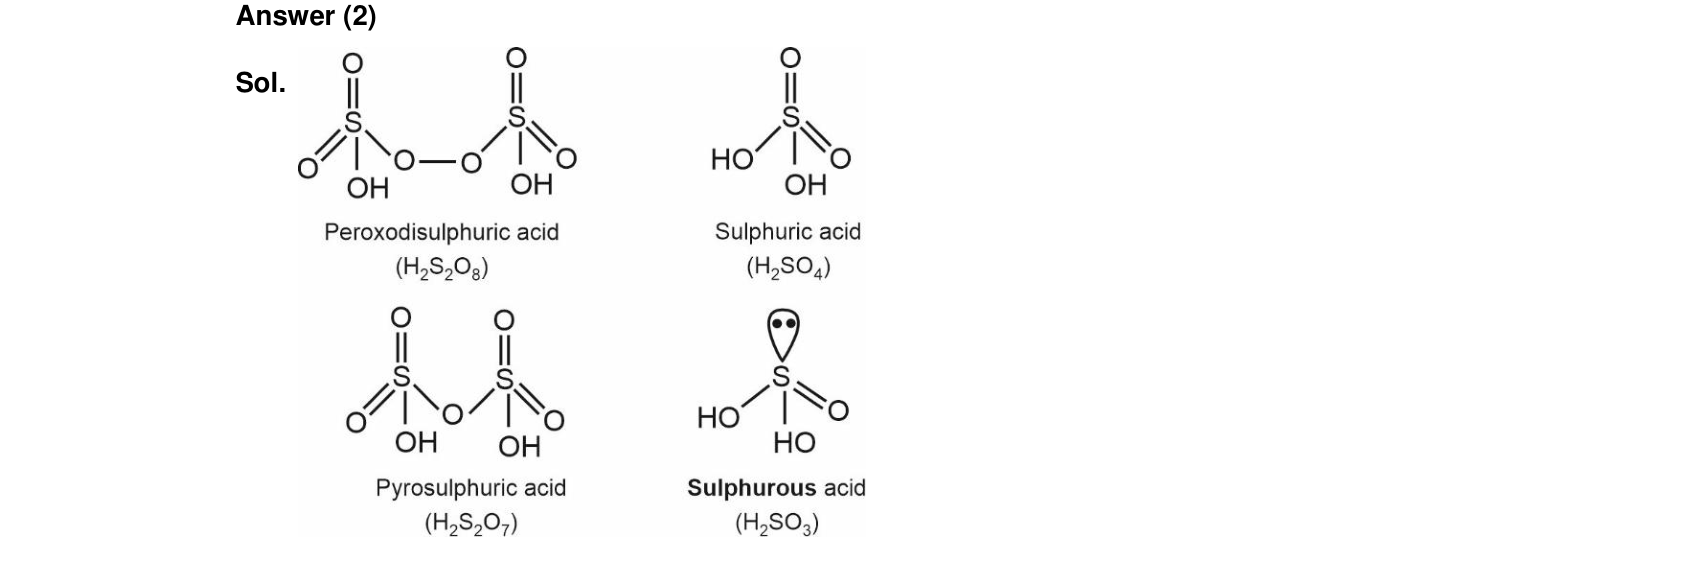 Answer (2)
Sol.
O O O
S S S
O O O O HO O
OH OH OH
Peroxodisulphuric acid Sulphuric acid
(H₂S₂O₈) (H₂SO₄)
O O
S S S
O O O HO O
OH OH HO
Pyrosulphuric acid Sulphurous acid
(H₂S₂O₇) (H₂SO₃)